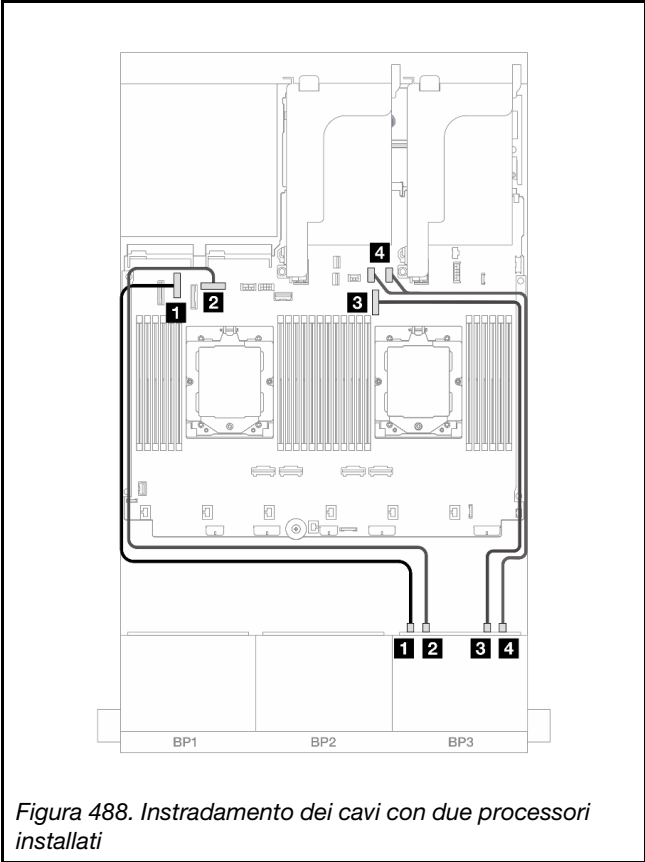 4
1
2
3
1 2 3 4
BP1 BP2 BP3
Figura 488. Instradamento dei cavi con due processori
installati